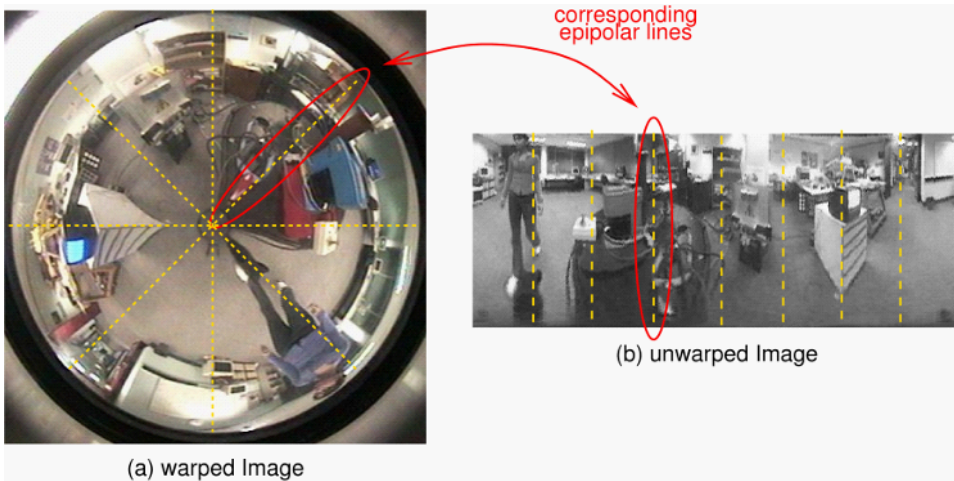 corresponding
epipolar lines
(b) unwarped Image
(a) warped Image